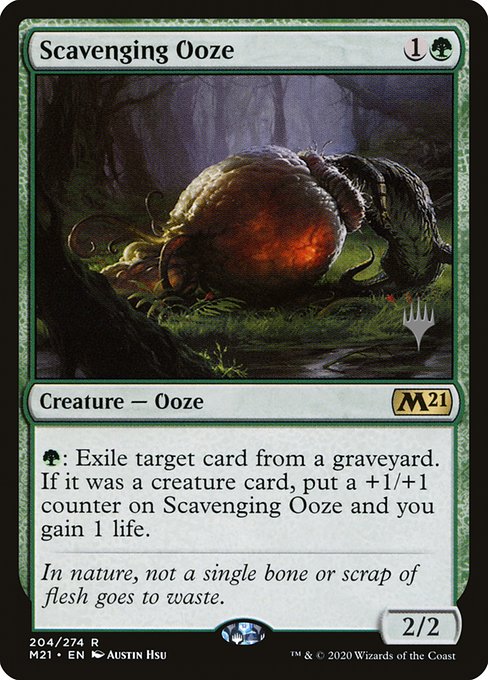 Scavenging Ooze 1
Creature — Ooze M21
: Exile target card from a graveyard.
If it was a creature card, put a +1/+1
counter on Scavenging Ooze and you
gain 1 life.
In nature, not a single bone or scrap of
flesh goes to waste.
2/2
204/274 R
M21 • EN Austin Hsu ™ & © 2020 Wizards of the Coast